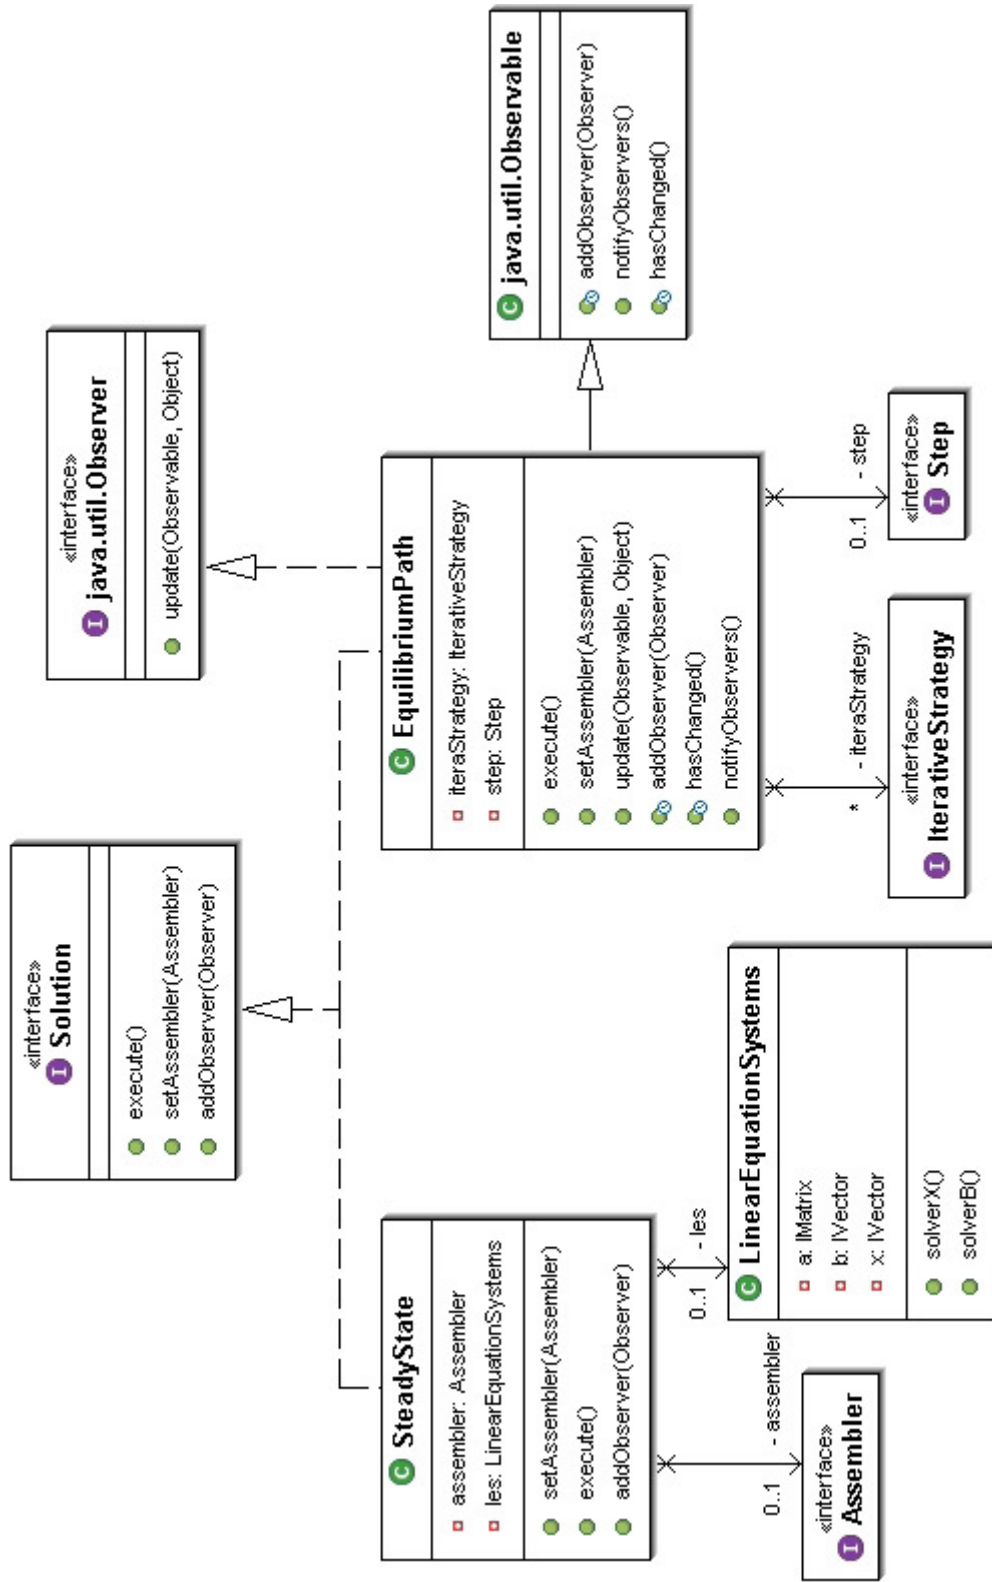 «interface»
I Solution
execute()
setAssembler(Assembler)
addObserver(Observer)
«interface»
I java.util.Observer
update(Observable, Object)
C SteadyState
assembler: Assembler
les: LinearEquationSystems
setAssembler(Assembler)
execute()
addObserver(Observer)
C EquilibriumPath
iteraStrategy: IterativeStrategy
step: Step
execute()
setAssembler(Assembler)
update(Observable, Object)
addObserver(Observer)
hasChanged()
notifyObservers()
C java.util.Observable
addObserver(Observer)
notifyObservers()
hasChanged()
0..1
- assembler
0..1
- les
*
- iteraStrategy
0..1
- step
«interface»
I Assembler
C LinearEquationSystems
a: IMatrix
b: IVector
x: IVector
solverX()
solverB()
«interface»
I IterativeStrategy
«interface»
I Step